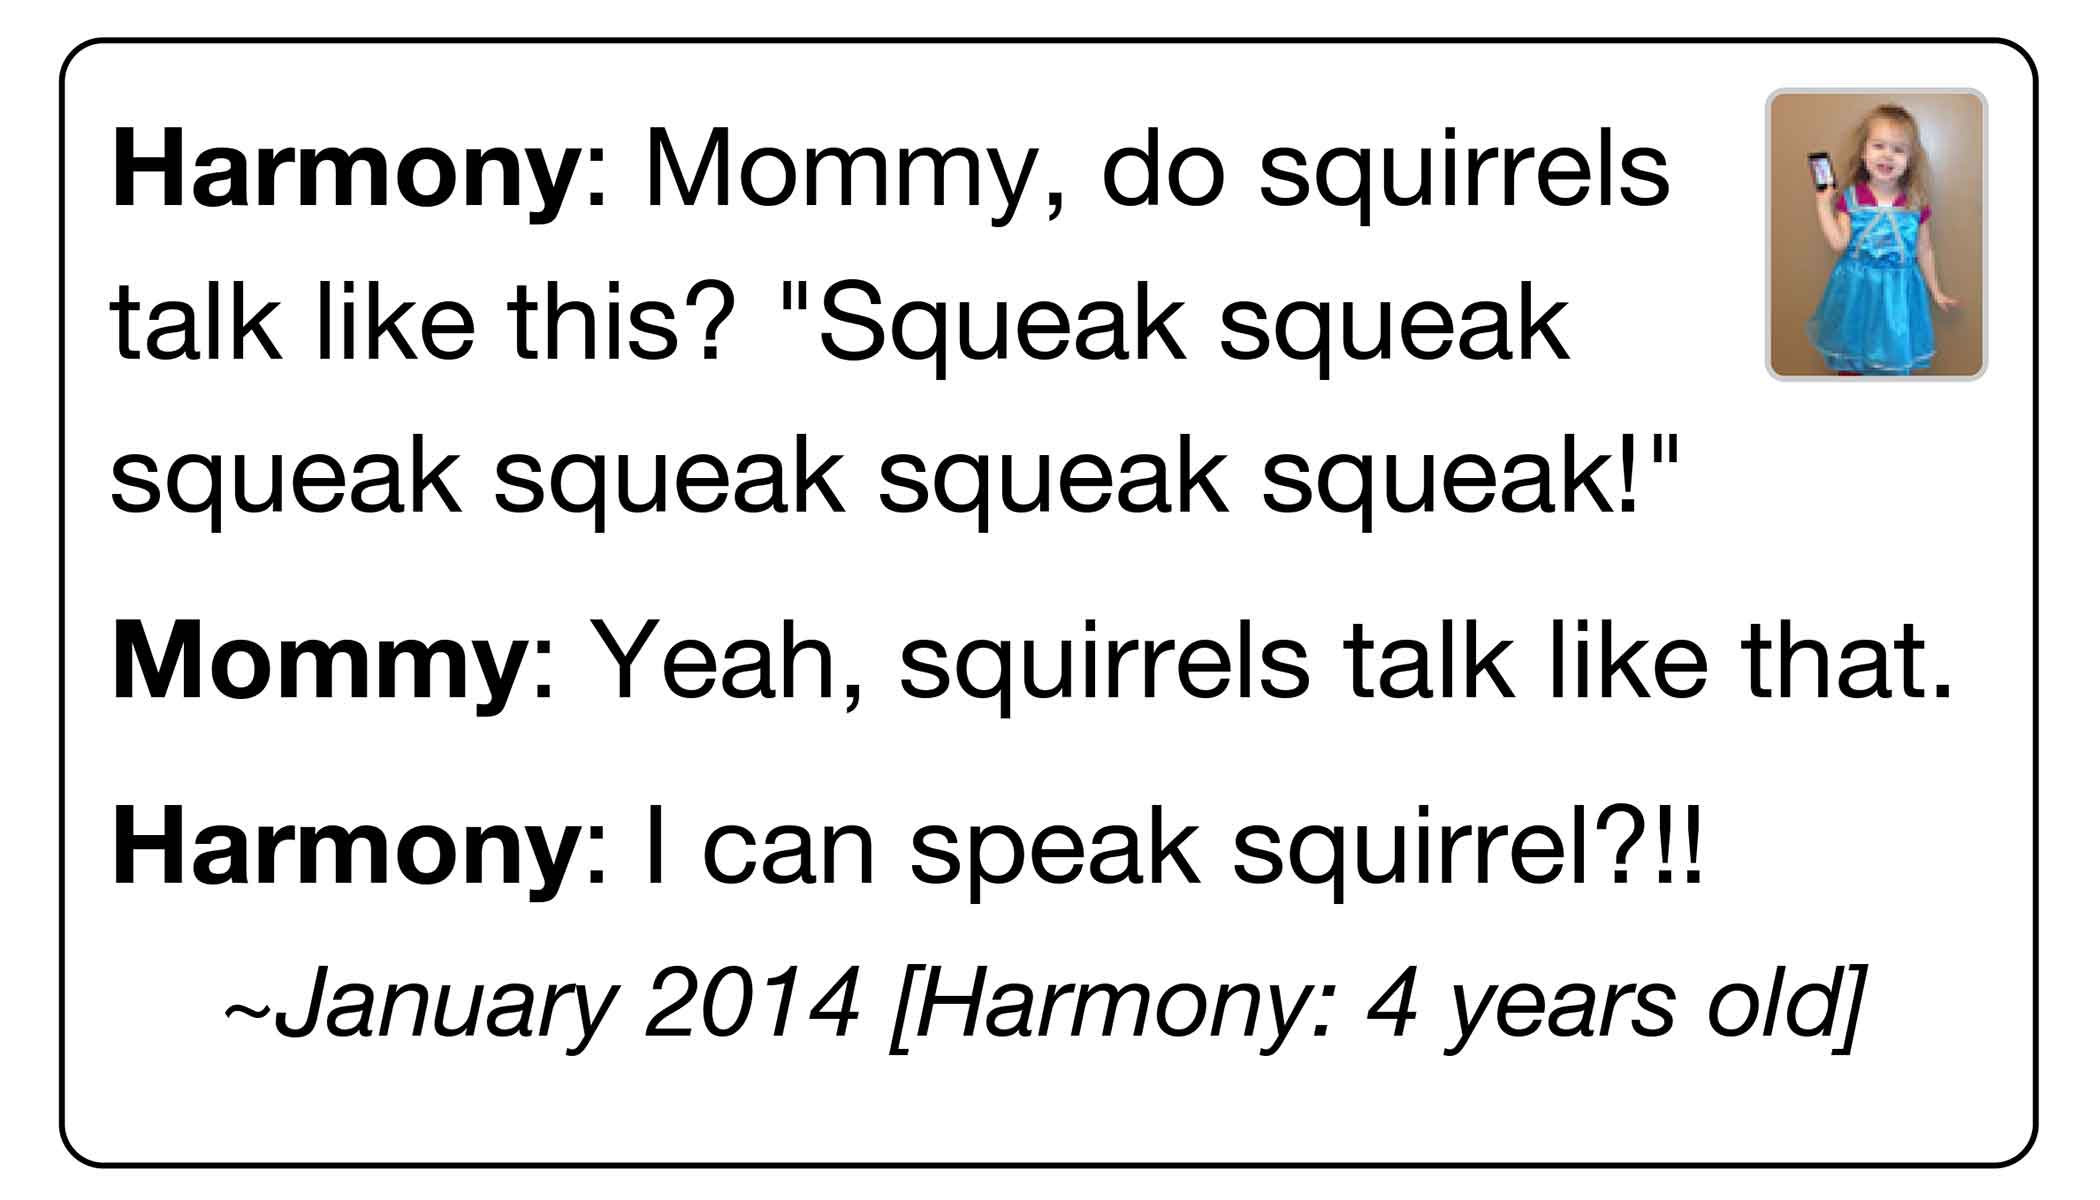 Harmony: Mommy, do squirrels
talk like this? "Squeak squeak
squeak squeak squeak squeak!"
Mommy: Yeah, squirrels talk like that.
Harmony: I can speak squirrel?!!
~January 2014 [Harmony: 4 years old]